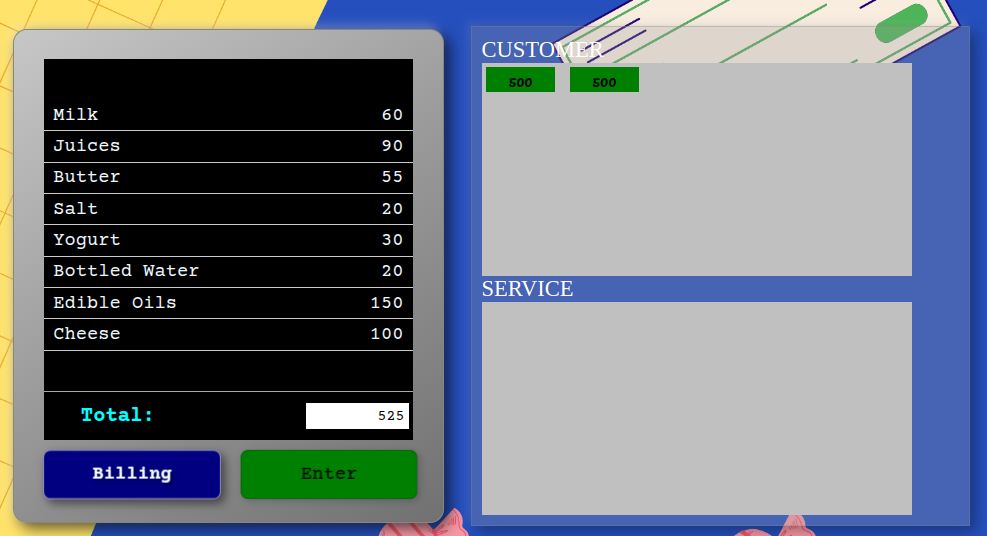 Milk 60
Juices 90
Butter 55
Salt 20
Yogurt 30
Bottled Water 20
Edible Oils 150
Cheese 100
Total: 525
Billing Enter
CUSTOMER
500 500
SERVICE